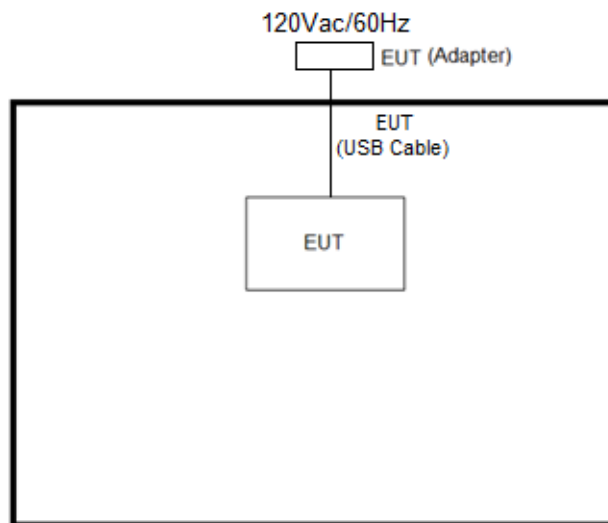 120Vac/60Hz
EUT (Adapter)
EUT
(USB Cable)
EUT